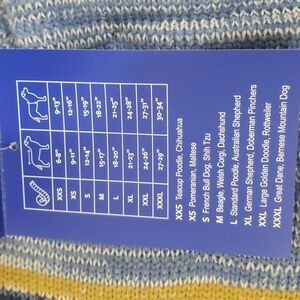 XXS 6-8" 9-13"
XS 9-11" 12-16"
S 12-14" 15-19"
M 15-17" 18-22"
L 18-20" 21-25"
XL 21-23" 24-28"
XXL 24-26" 27-31"
XXXL 27-29" 30-34"
XXS Teacup Poodle, Chihuahua
XS Pomeranian, Maltese
S French Bull Dog, Shih Tzu
M Beagle, Welsh Corgi, Dachshund
L Standard Poodle, Australian Shepherd
XL German Shepherd, Doberman Pinchers
XXL Large Golden Doodle, Rottweiler
XXXL Great Dane, Bernese Mountain Dog